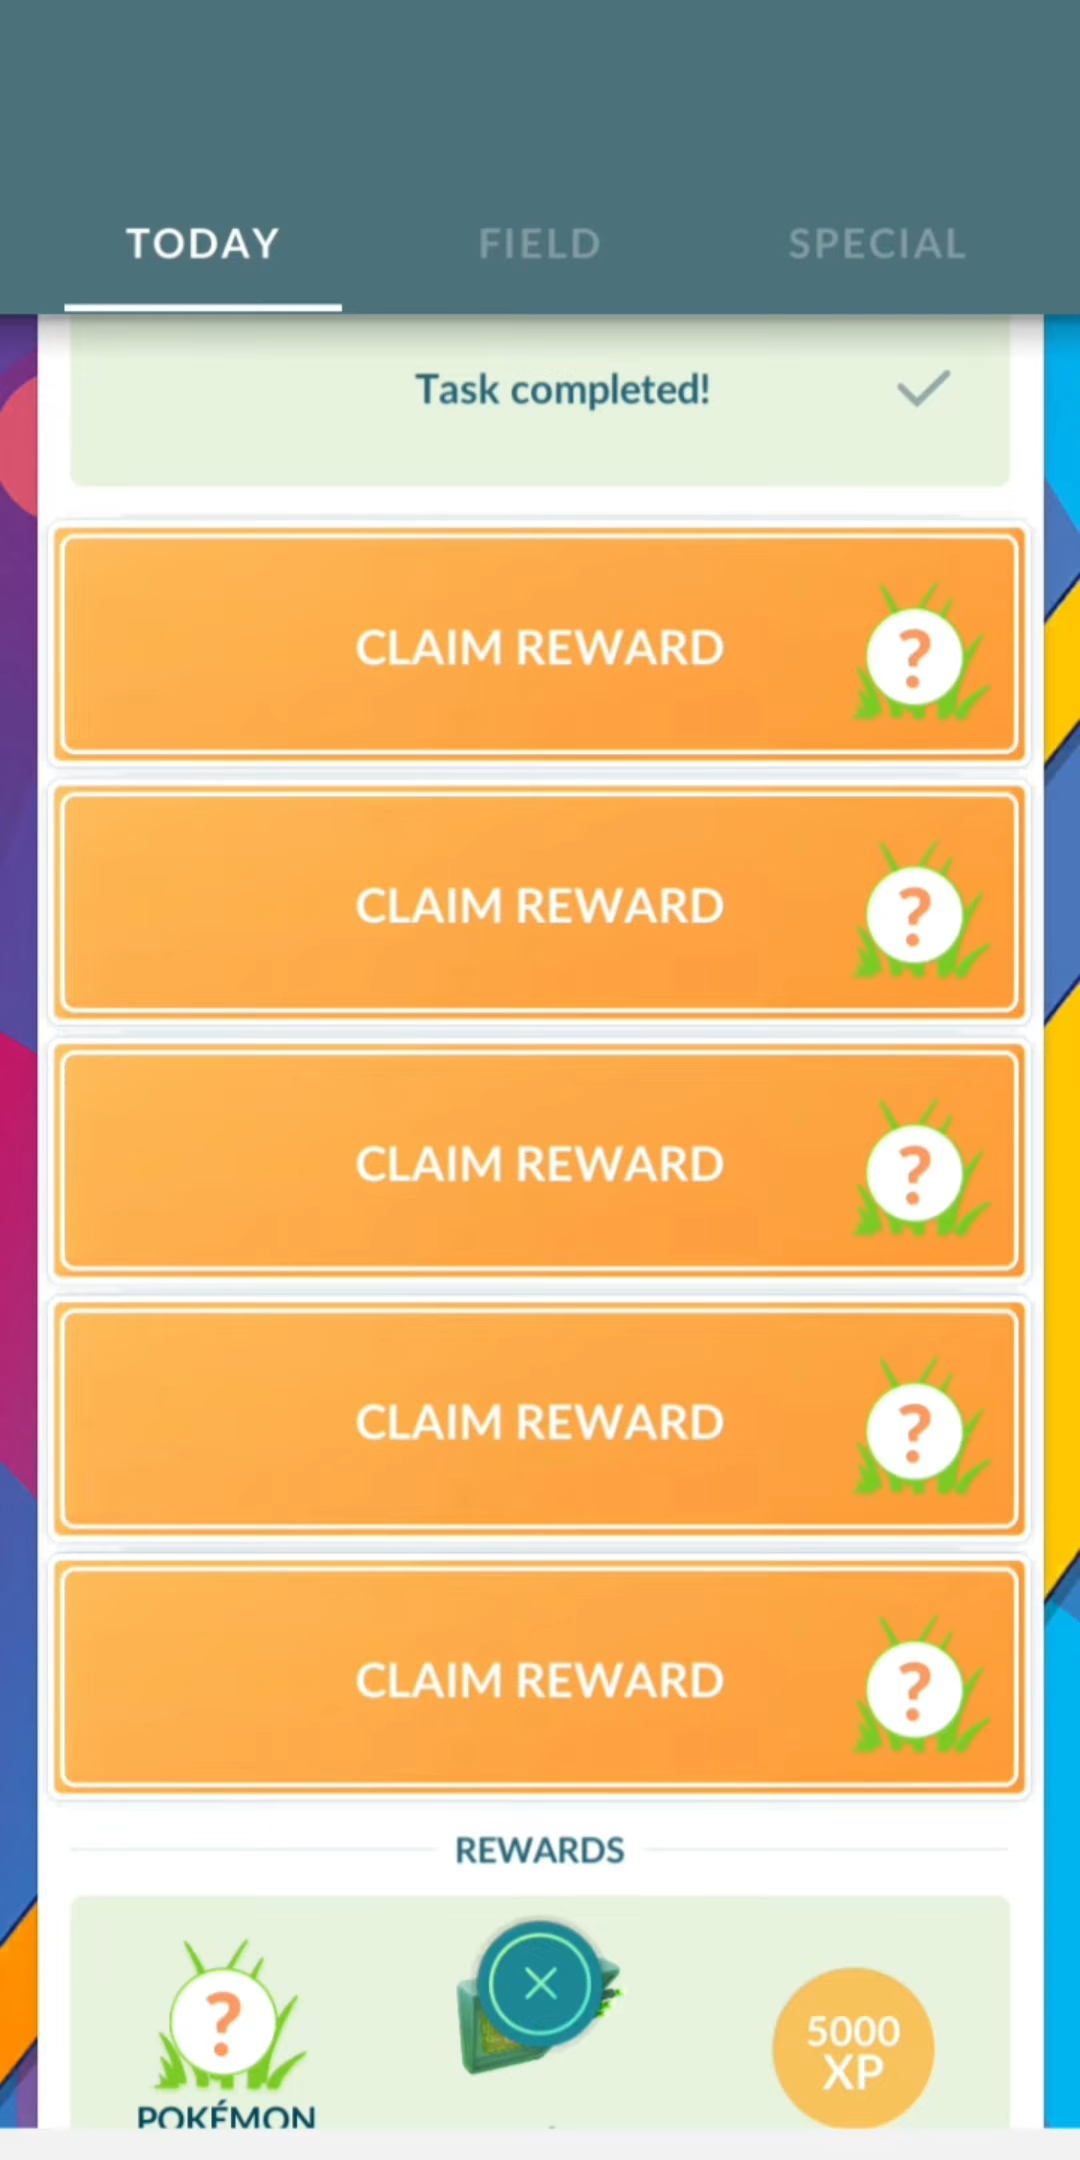 TODAY
FIELD
SPECIAL
Task completed!
CLAIM REWARD
?
CLAIM REWARD
?
CLAIM REWARD
?
CLAIM REWARD
?
CLAIM REWARD
?
REWARDS
?
5000
XP
POKÉMON